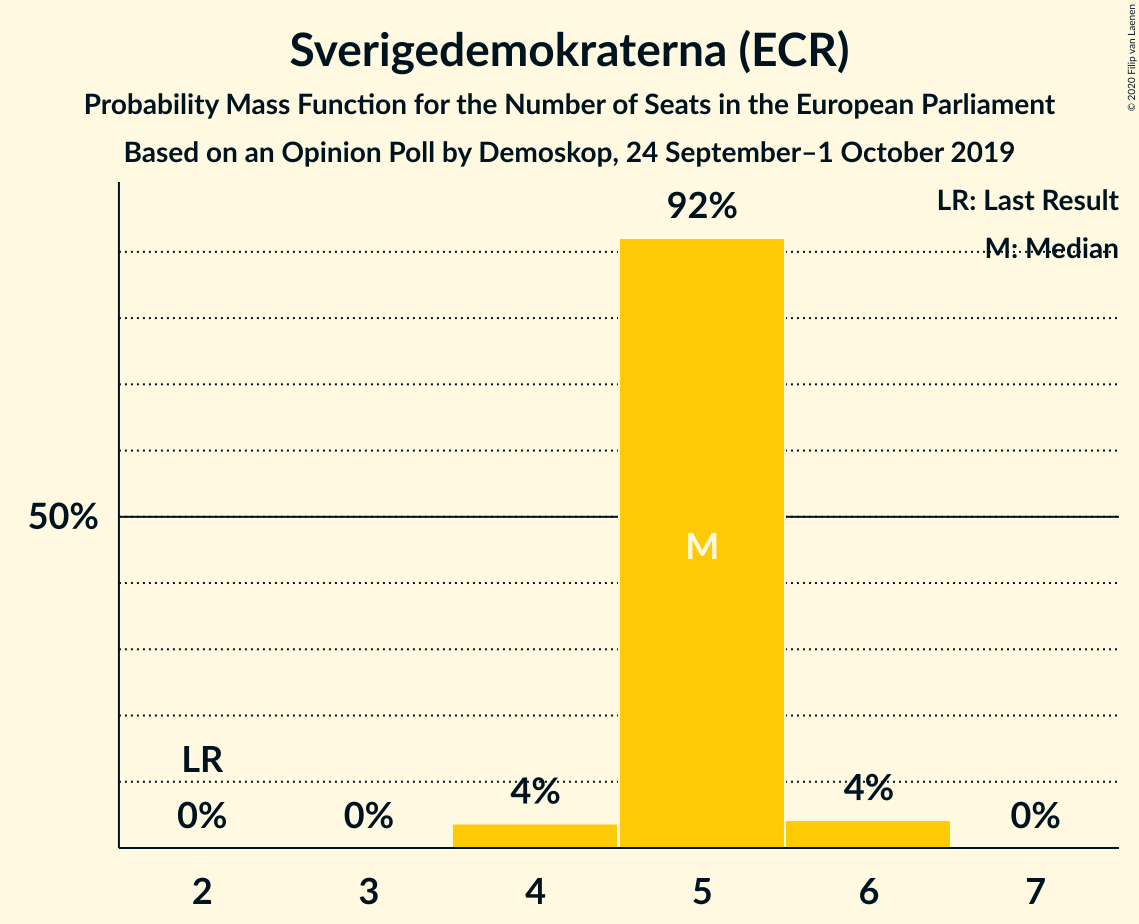 Sverigedemokraterna (ECR)
Probability Mass Function for the Number of Seats in the European Parliament
Based on an Opinion Poll by Demoskop, 24 September–1 October 2019
© 2020 Filip van Laenen
LR: Last Result
M: Median
92%
50%
M
LR
0%
0%
4%
4%
0%
2
3
4
5
6
7